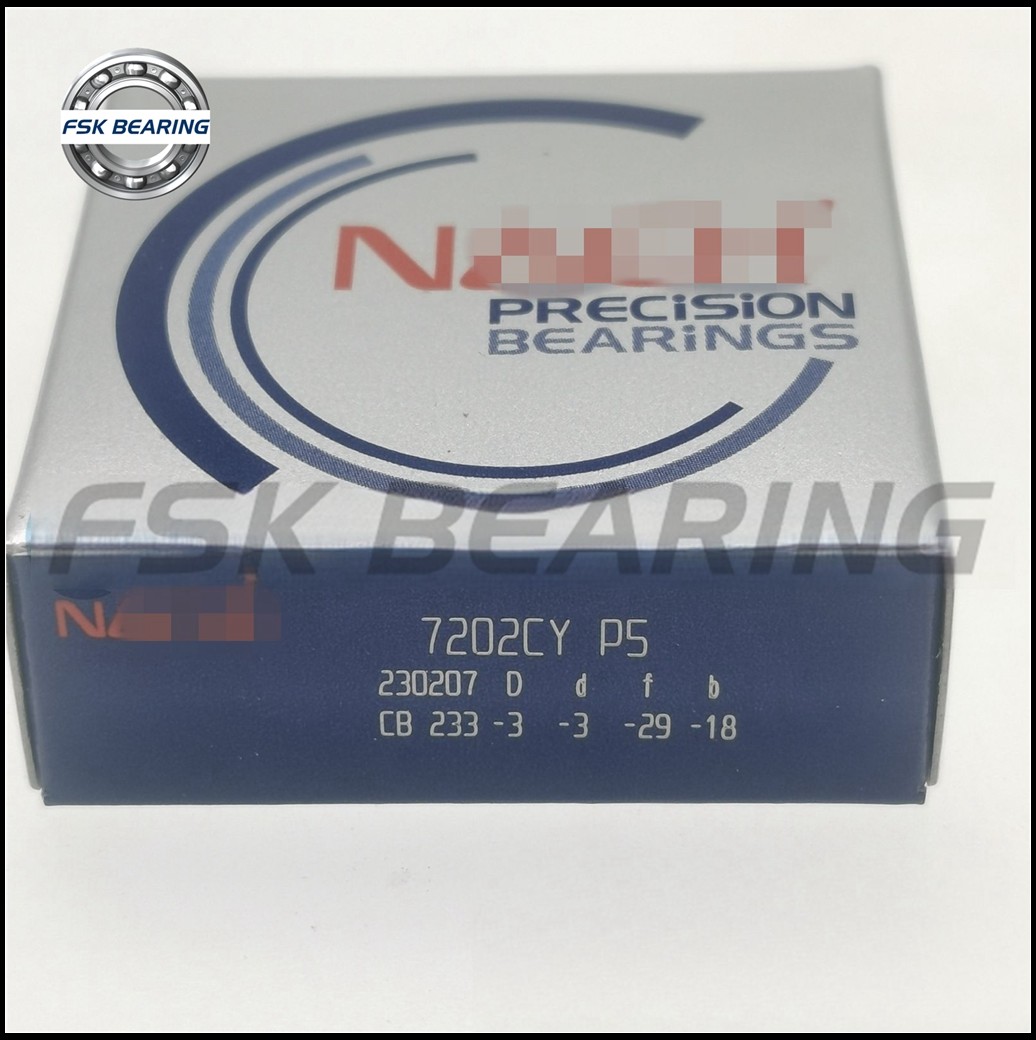 FSK BEARING
PRECiSiON
BEARiNGS
FSK BEARING
7202CY P5
230207 D d f b
CB 233 -3 -3 -29 -18